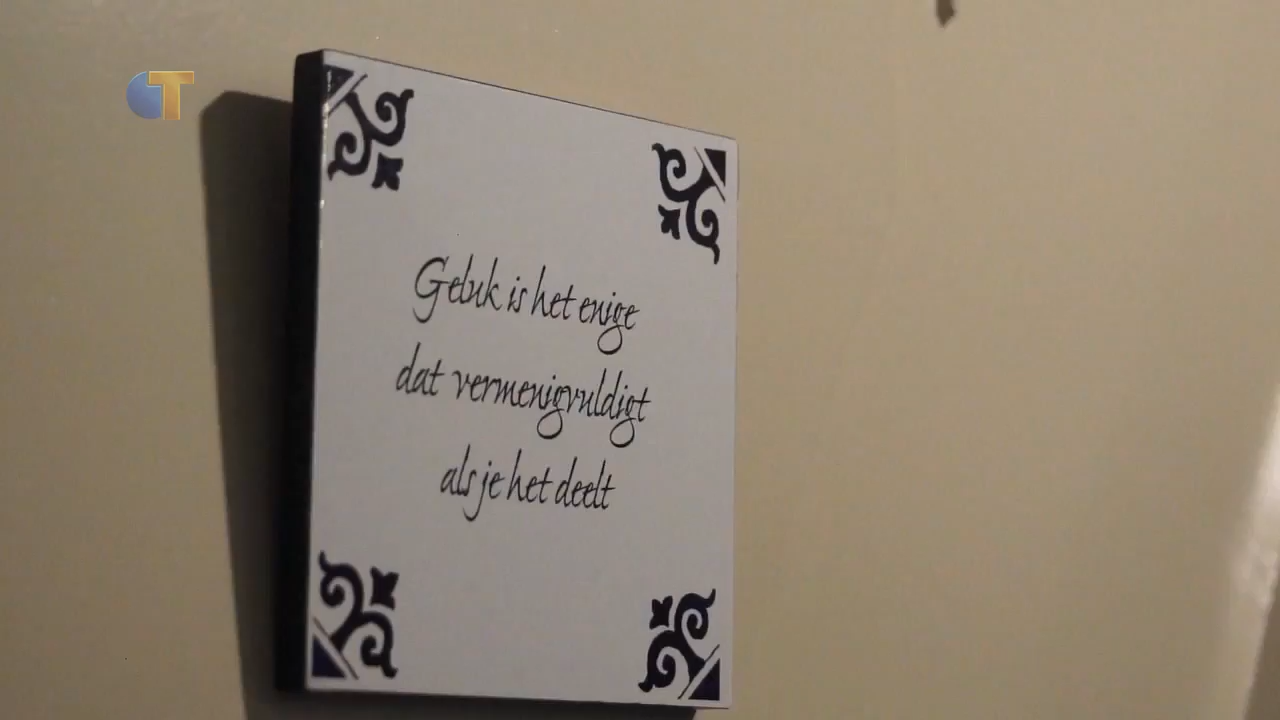 T
Geluk is het enige
dat vermenigvuldigt
als je het deelt